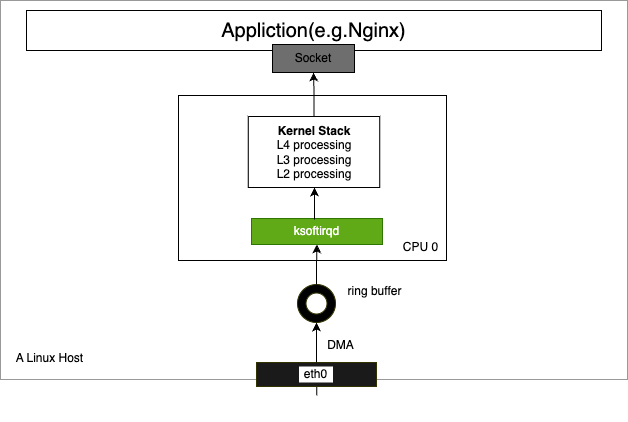 Appliction(e.g.Nginx)
Socket
Kernel Stack
L4 processing
L3 processing
L2 processing
ksoftirqd
CPU 0
ring buffer
DMA
A Linux Host
eth0